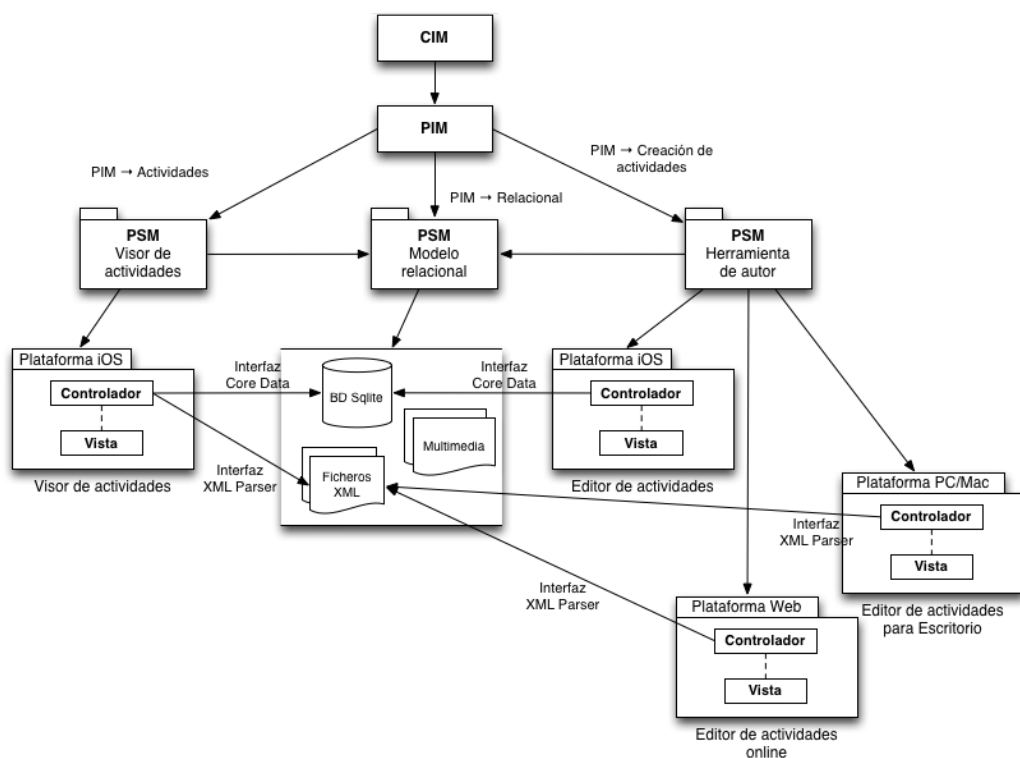 CIM
PIM
PIM → Actividades
PIM → Creación de
actividades
PIM → Relacional
PSM
Visor de
actividades
PSM
Modelo
relacional
PSM
Herramienta
de autor
Plataforma iOS
Controlador
Vista
Visor de actividades
Interfaz
Core Data
Interfaz
XML Parser
BD Sqlite
Multimedia
Ficheros
XML
Interfaz
Core Data
Plataforma iOS
Controlador
Vista
Editor de actividades
Plataforma PC/Mac
Controlador
Vista
Interfaz
XML Parser
Editor de actividades
para Escritorio
Interfaz
XML Parser
Plataforma Web
Controlador
Vista
Editor de actividades
online